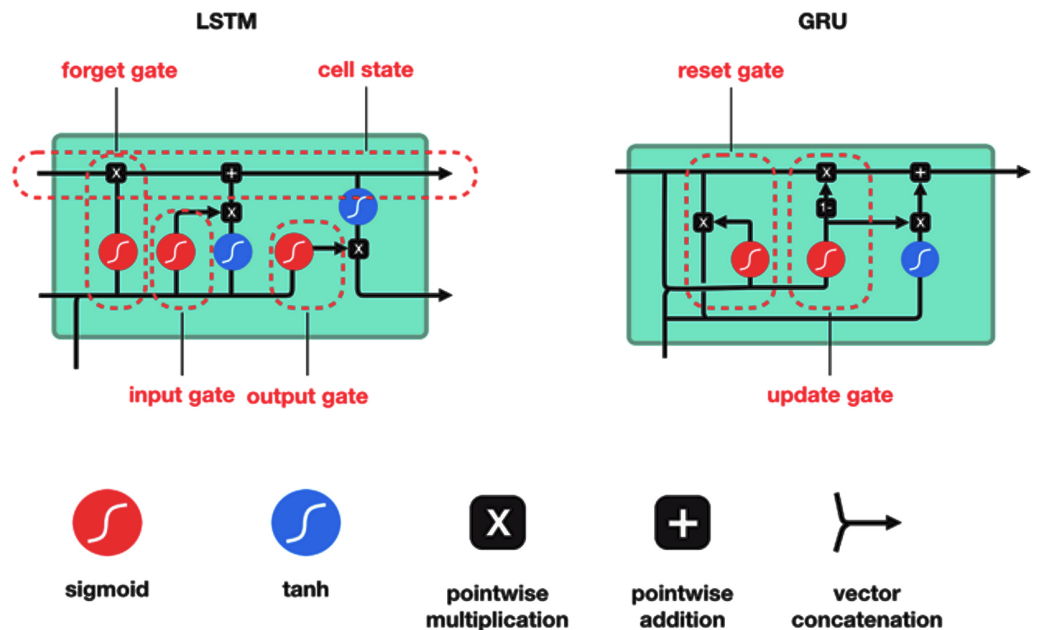 LSTM
GRU
forget gate
cell state
reset gate
X
+
X
X
X
+
X
1-
X
X
input gate
output gate
update gate
X
+
sigmoid
tanh
pointwise
multiplication
pointwise
addition
vector
concatenation